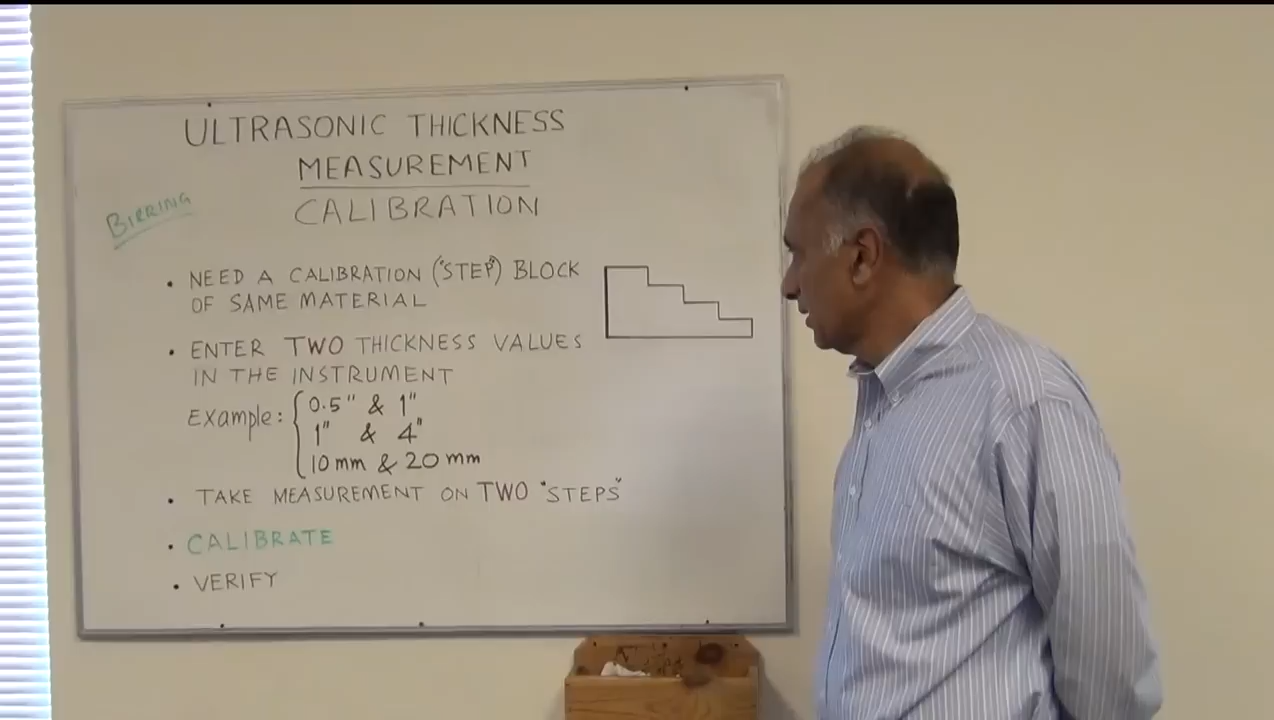 ULTRASONIC THICKNESS
MEASUREMENT
CALIBRATION
BIRRING
• NEED A CALIBRATION ("STEP") BLOCK
OF SAME MATERIAL
• ENTER TWO THICKNESS VALUES
IN THE INSTRUMENT
Example: { 0.5" & 1"
1" & 4"
10 mm & 20 mm
• TAKE MEASUREMENT ON TWO "STEPS"
• CALIBRATE
• VERIFY